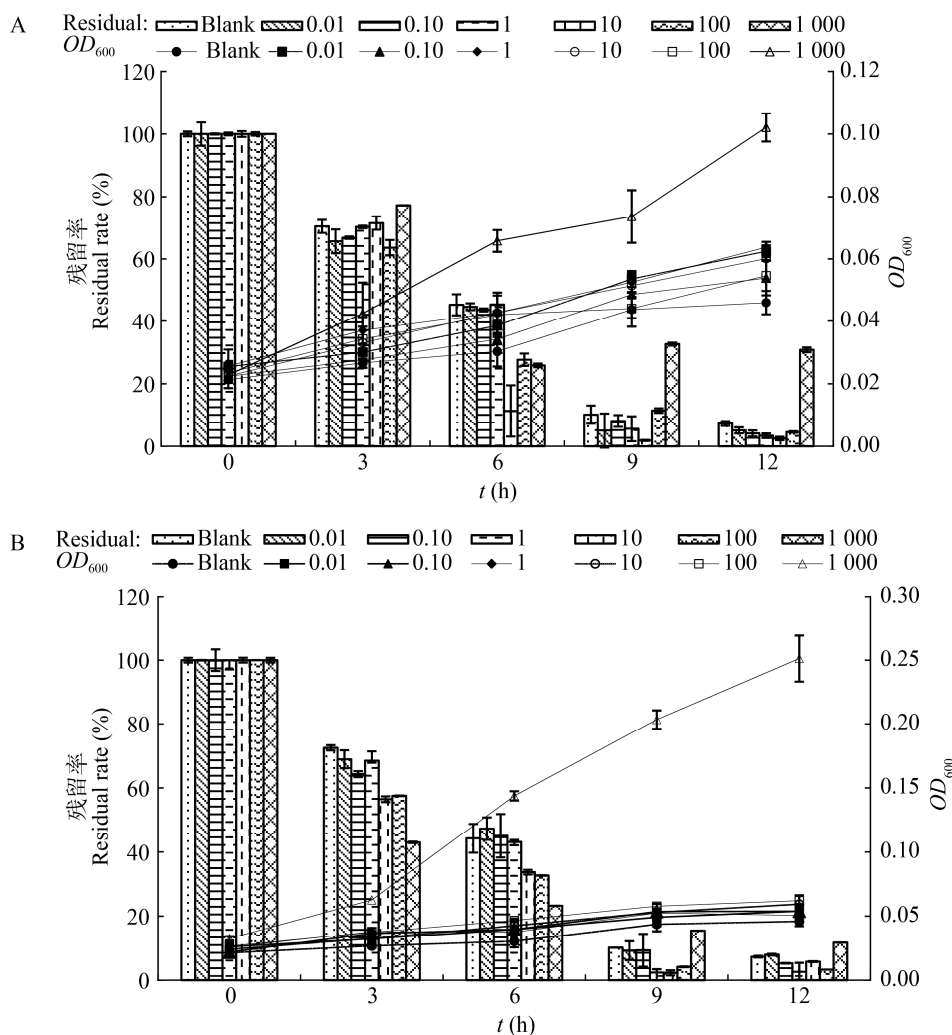 A
Residual: Blank 0.01 0.10 1 10 100 1 000
OD600 Blank 0.01 0.10 1 10 100 1 000
残留率
Residual rate (%)
120
100
80
60
40
20
0
0.12
0.10
0.08
0.06
0.04
0.02
0.00
OD600
0 3 6 9 12
t (h)
B
Residual: Blank 0.01 0.10 1 10 100 1 000
OD600 Blank 0.01 0.10 1 10 100 1 000
残留率
Residual rate (%)
120
100
80
60
40
20
0
0.30
0.25
0.20
0.15
0.10
0.05
0.00
OD600
0 3 6 9 12
t (h)